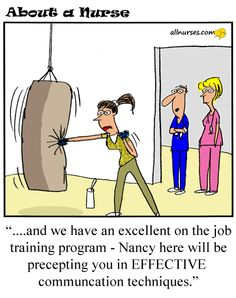 About a Nurse
allnurses.com
“....and we have an excellent on the job
training program - Nancy here will be
precepting you in EFFECTIVE
communcation techniques.”